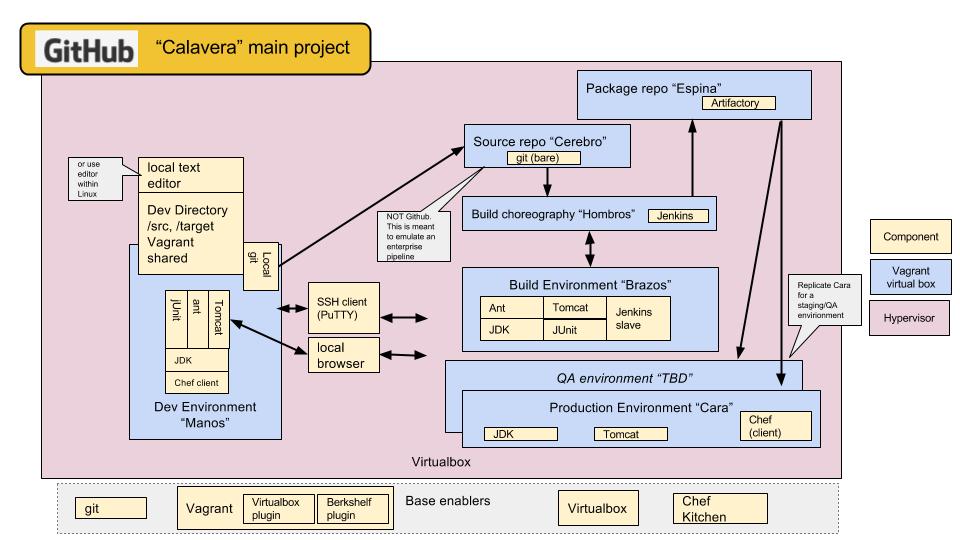 GitHub "Calavera" main project
Package repo "Espina"
Artifactory
Source repo "Cerebro"
git (bare)
or use
editor
within
Linux
local text
editor
Dev Directory
/src, /target
Vagrant
shared
Local
git
NOT Github.
This is meant
to emulate an
enterprise
pipeline
Build choreography "Hombros"
Jenkins
Component
Vagrant
virtual box
Hypervisor
Build Environment "Brazos"
Ant
Tomcat
Jenkins
slave
JDK
JUnit
Replicate Cara
for a
staging/QA
envirionment
jUnit
ant
Tomcat
JDK
Chef client
Dev Environment
"Manos"
SSH client
(PuTTY)
local
browser
QA environment "TBD"
Production Environment "Cara"
JDK
Tomcat
Chef
(client)
Virtualbox
git
Vagrant
Virtualbox
plugin
Berkshelf
plugin
Base enablers
Virtualbox
Chef
Kitchen